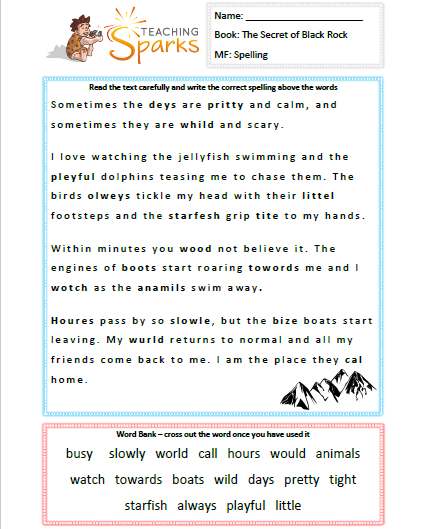 TEACHING
Sparks
Name: ______________________
Book: The Secret of Black Rock
MF: Spelling
Read the text carefully and write the correct spelling above the words
Sometimes the deys are pritty and calm, and
sometimes they are whild and scary.
I love watching the jellyfish swimming and the
pleyful dolphins teasing me to chase them. The
birds olweys tickle my head with their littel
footsteps and the starfesh grip tite to my hands.
Within minutes you wood not believe it. The
engines of boots start roaring towords me and I
wotch as the anamils swim away.
Houres pass by so slowle, but the bize boats start
leaving. My wurld returns to normal and all my
friends come back to me. I am the place they cal
home.
Word Bank – cross out the word once you have used it
busy slowly world call hours would animals
watch towards boats wild days pretty tight
starfish always playful little